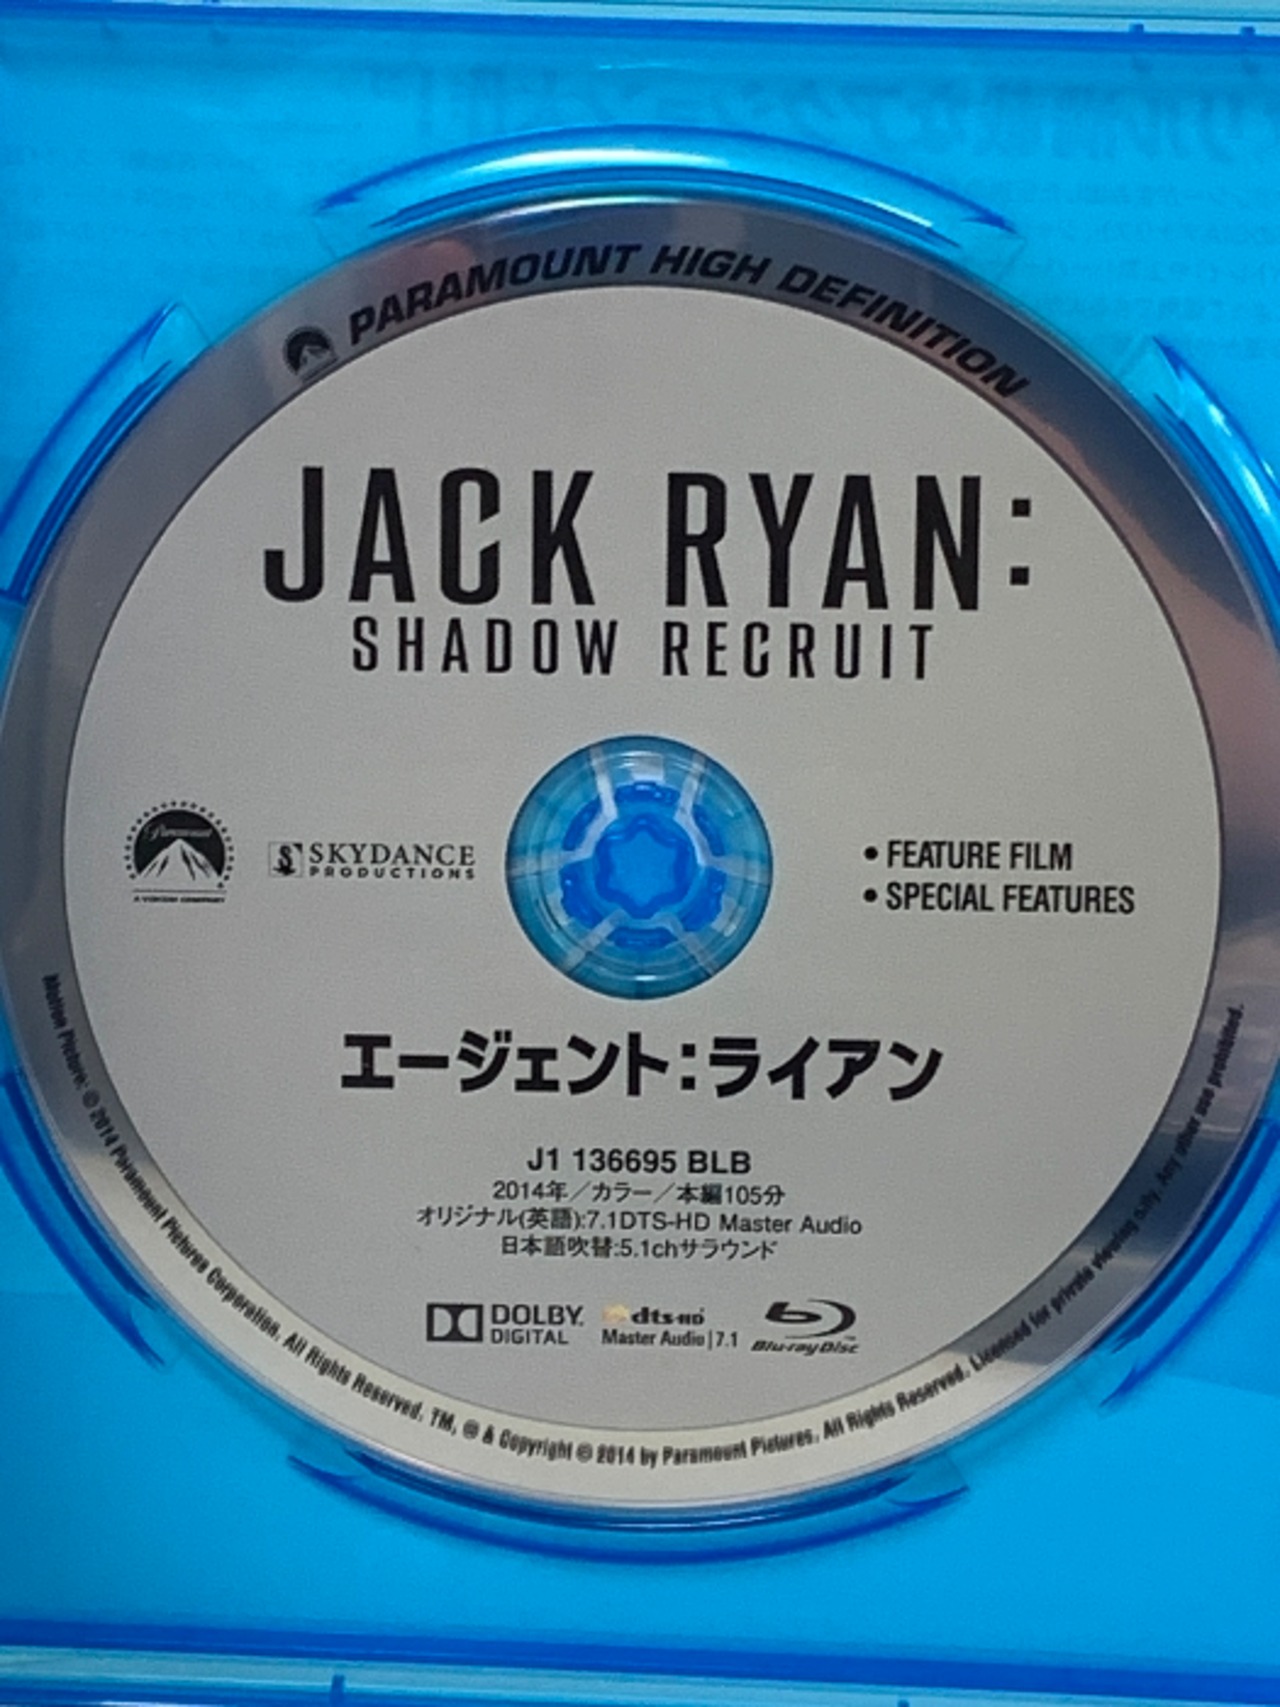 PARAMOUNT HIGH DEFINITION
JACK RYAN:
SHADOW RECRUIT
Paramount
A VIACOM COMPANY
SKYDANCE
PRODUCTIONS
• FEATURE FILM
• SPECIAL FEATURES
エージェント:ライアン
J1 136695 BLB
2014年／カラー／本編105分
オリジナル(英語):7.1DTS-HD Master Audio
日本語吹替:5.1chサラウンド
DOLBY
DIGITAL
dts-HD
Master Audio | 7.1
Blu-ray Disc
Motion Picture: © 2014 Paramount Pictures Corporation. All Rights Reserved. TM, ® & Copyright © 2014 by Paramount Pictures. All Rights Reserved. Licensed for private viewing only. Any other use prohibited.